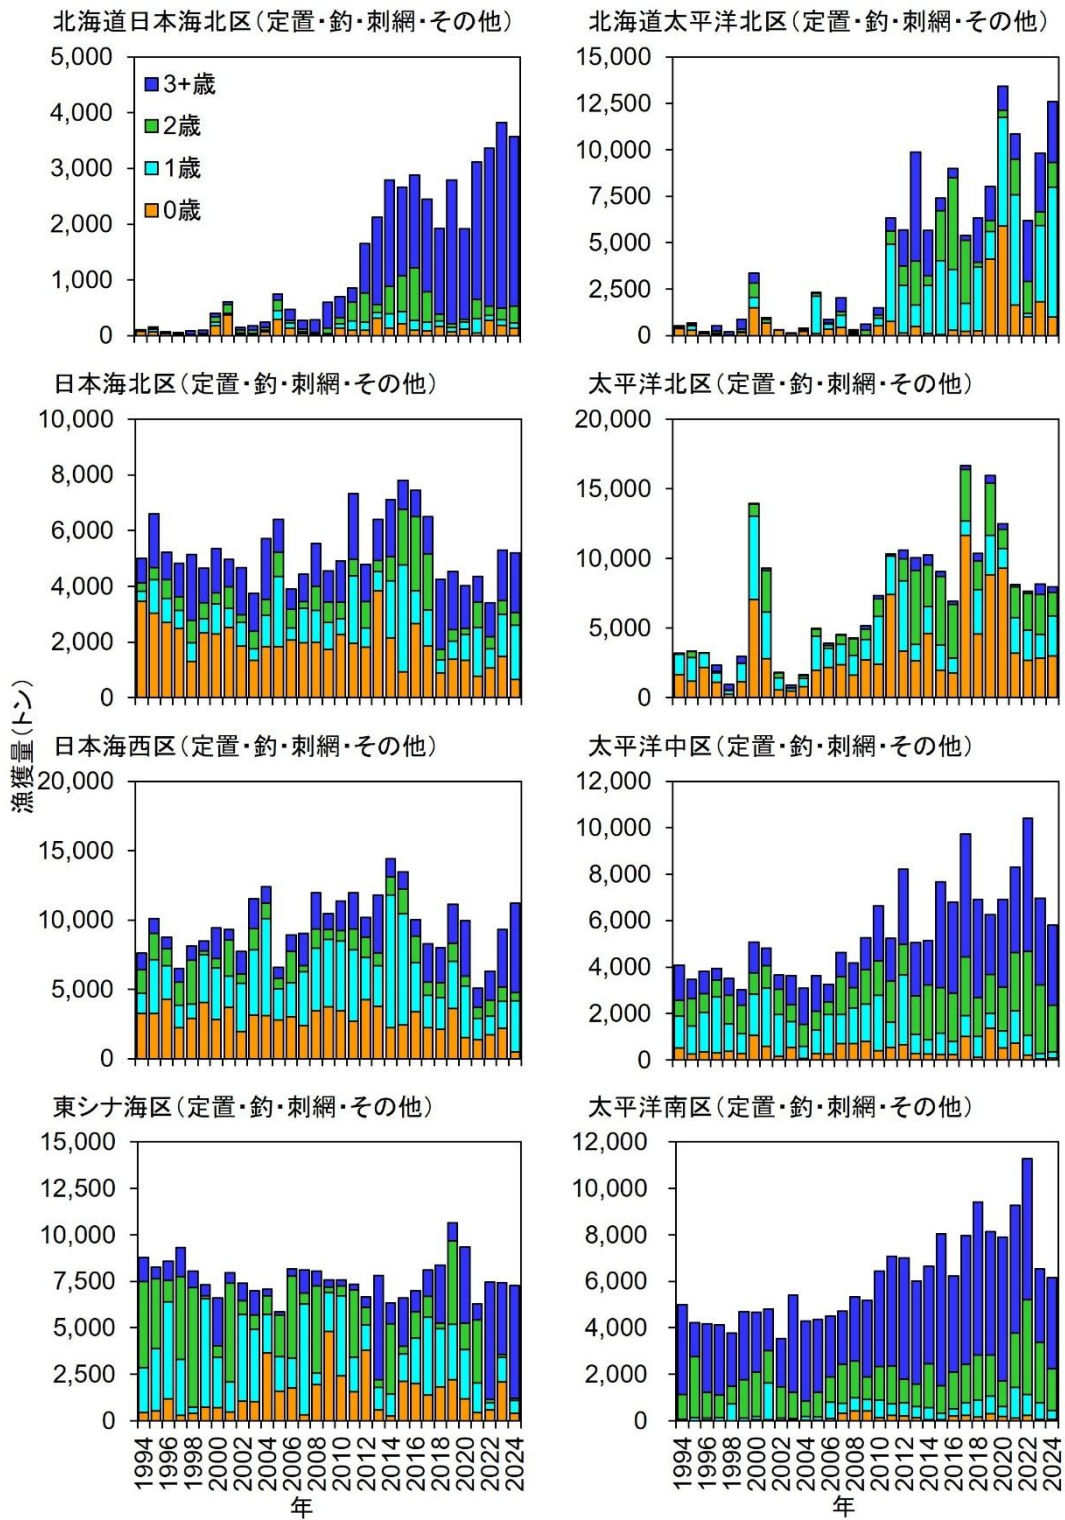 北海道日本海北区(定置・釣・刺網・その他)
5,000
4,000
3,000
2,000
1,000
0
3+歳
2歳
1歳
0歳
北海道太平洋北区(定置・釣・刺網・その他)
15,000
12,500
10,000
7,500
5,000
2,500
0
日本海北区(定置・釣・刺網・その他)
10,000
8,000
6,000
4,000
2,000
0
太平洋北区(定置・釣・刺網・その他)
20,000
15,000
10,000
5,000
0
漁獲量(トン)
日本海西区(定置・釣・刺網・その他)
20,000
15,000
10,000
5,000
0
太平洋中区(定置・釣・刺網・その他)
12,000
10,000
8,000
6,000
4,000
2,000
0
東シナ海区(定置・釣・刺網・その他)
15,000
12,500
10,000
7,500
5,000
2,500
0
1994 1996 1998 2000 2002 2004 2006 2008 2010 2012 2014 2016 2018 2020 2022 2024
年
太平洋南区(定置・釣・刺網・その他)
12,000
10,000
8,000
6,000
4,000
2,000
0
1994 1996 1998 2000 2002 2004 2006 2008 2010 2012 2014 2016 2018 2020 2022 2024
年